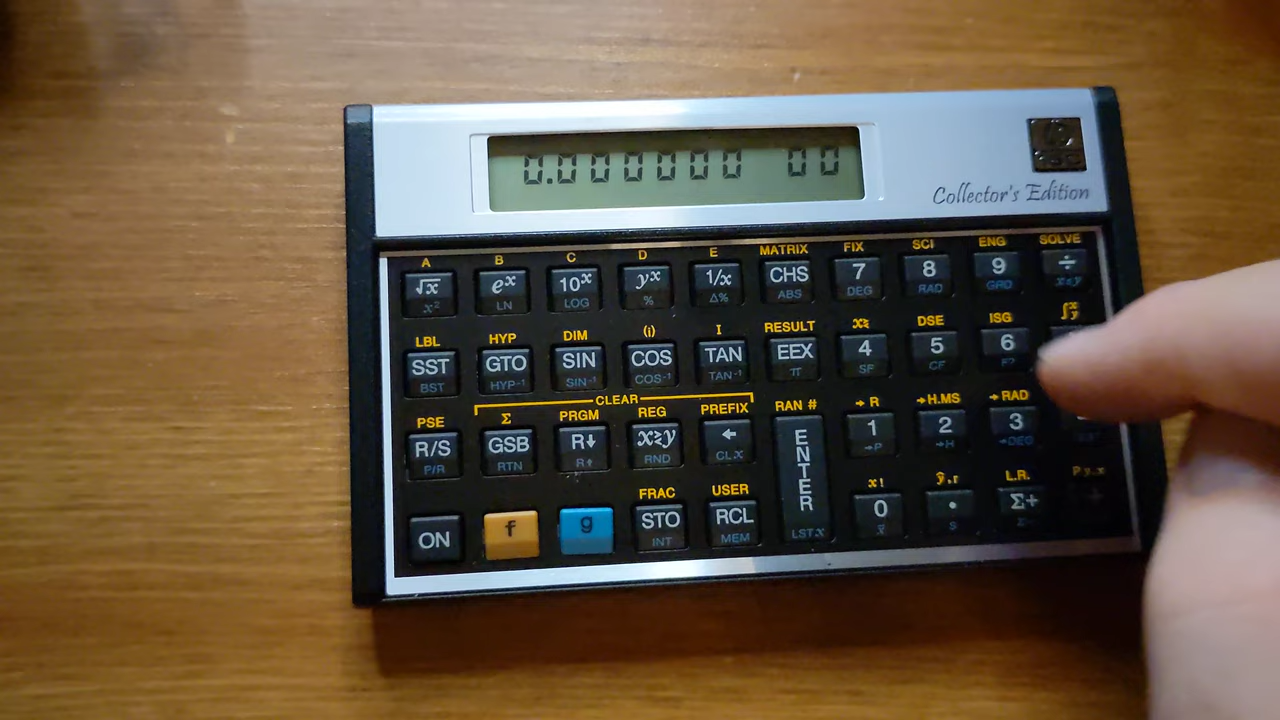 0.000000 00
hp
15C
Collector's Edition
A B C D E MATRIX FIX SCI ENG SOLVE
√x eˣ 10ˣ yˣ 1/x CHS 7 8 9 ÷
x² LN LOG % Δ% ABS DEG RAD GRD x≤y
LBL HYP DIM (i) I RESULT x≷ DSE ISG ∫xy
SST GTO SIN COS TAN EEX 4 5 6
BST HYP⁻¹ SIN⁻¹ COS⁻¹ TAN⁻¹ π SF CF F?
CLEAR
PSE Σ PRGM REG PREFIX RAN # →R →H.MS →RAD
R/S GSB R↓ x≷y ← ENTER 1 2 3
P/R RTN R↑ RND CLx →P →H →DEG
FRAC USER x! ŷ,r L.R. Py,x
ON f g STO RCL 0 • Σ+ +
INT MEM LSTx x̄ s Σ-